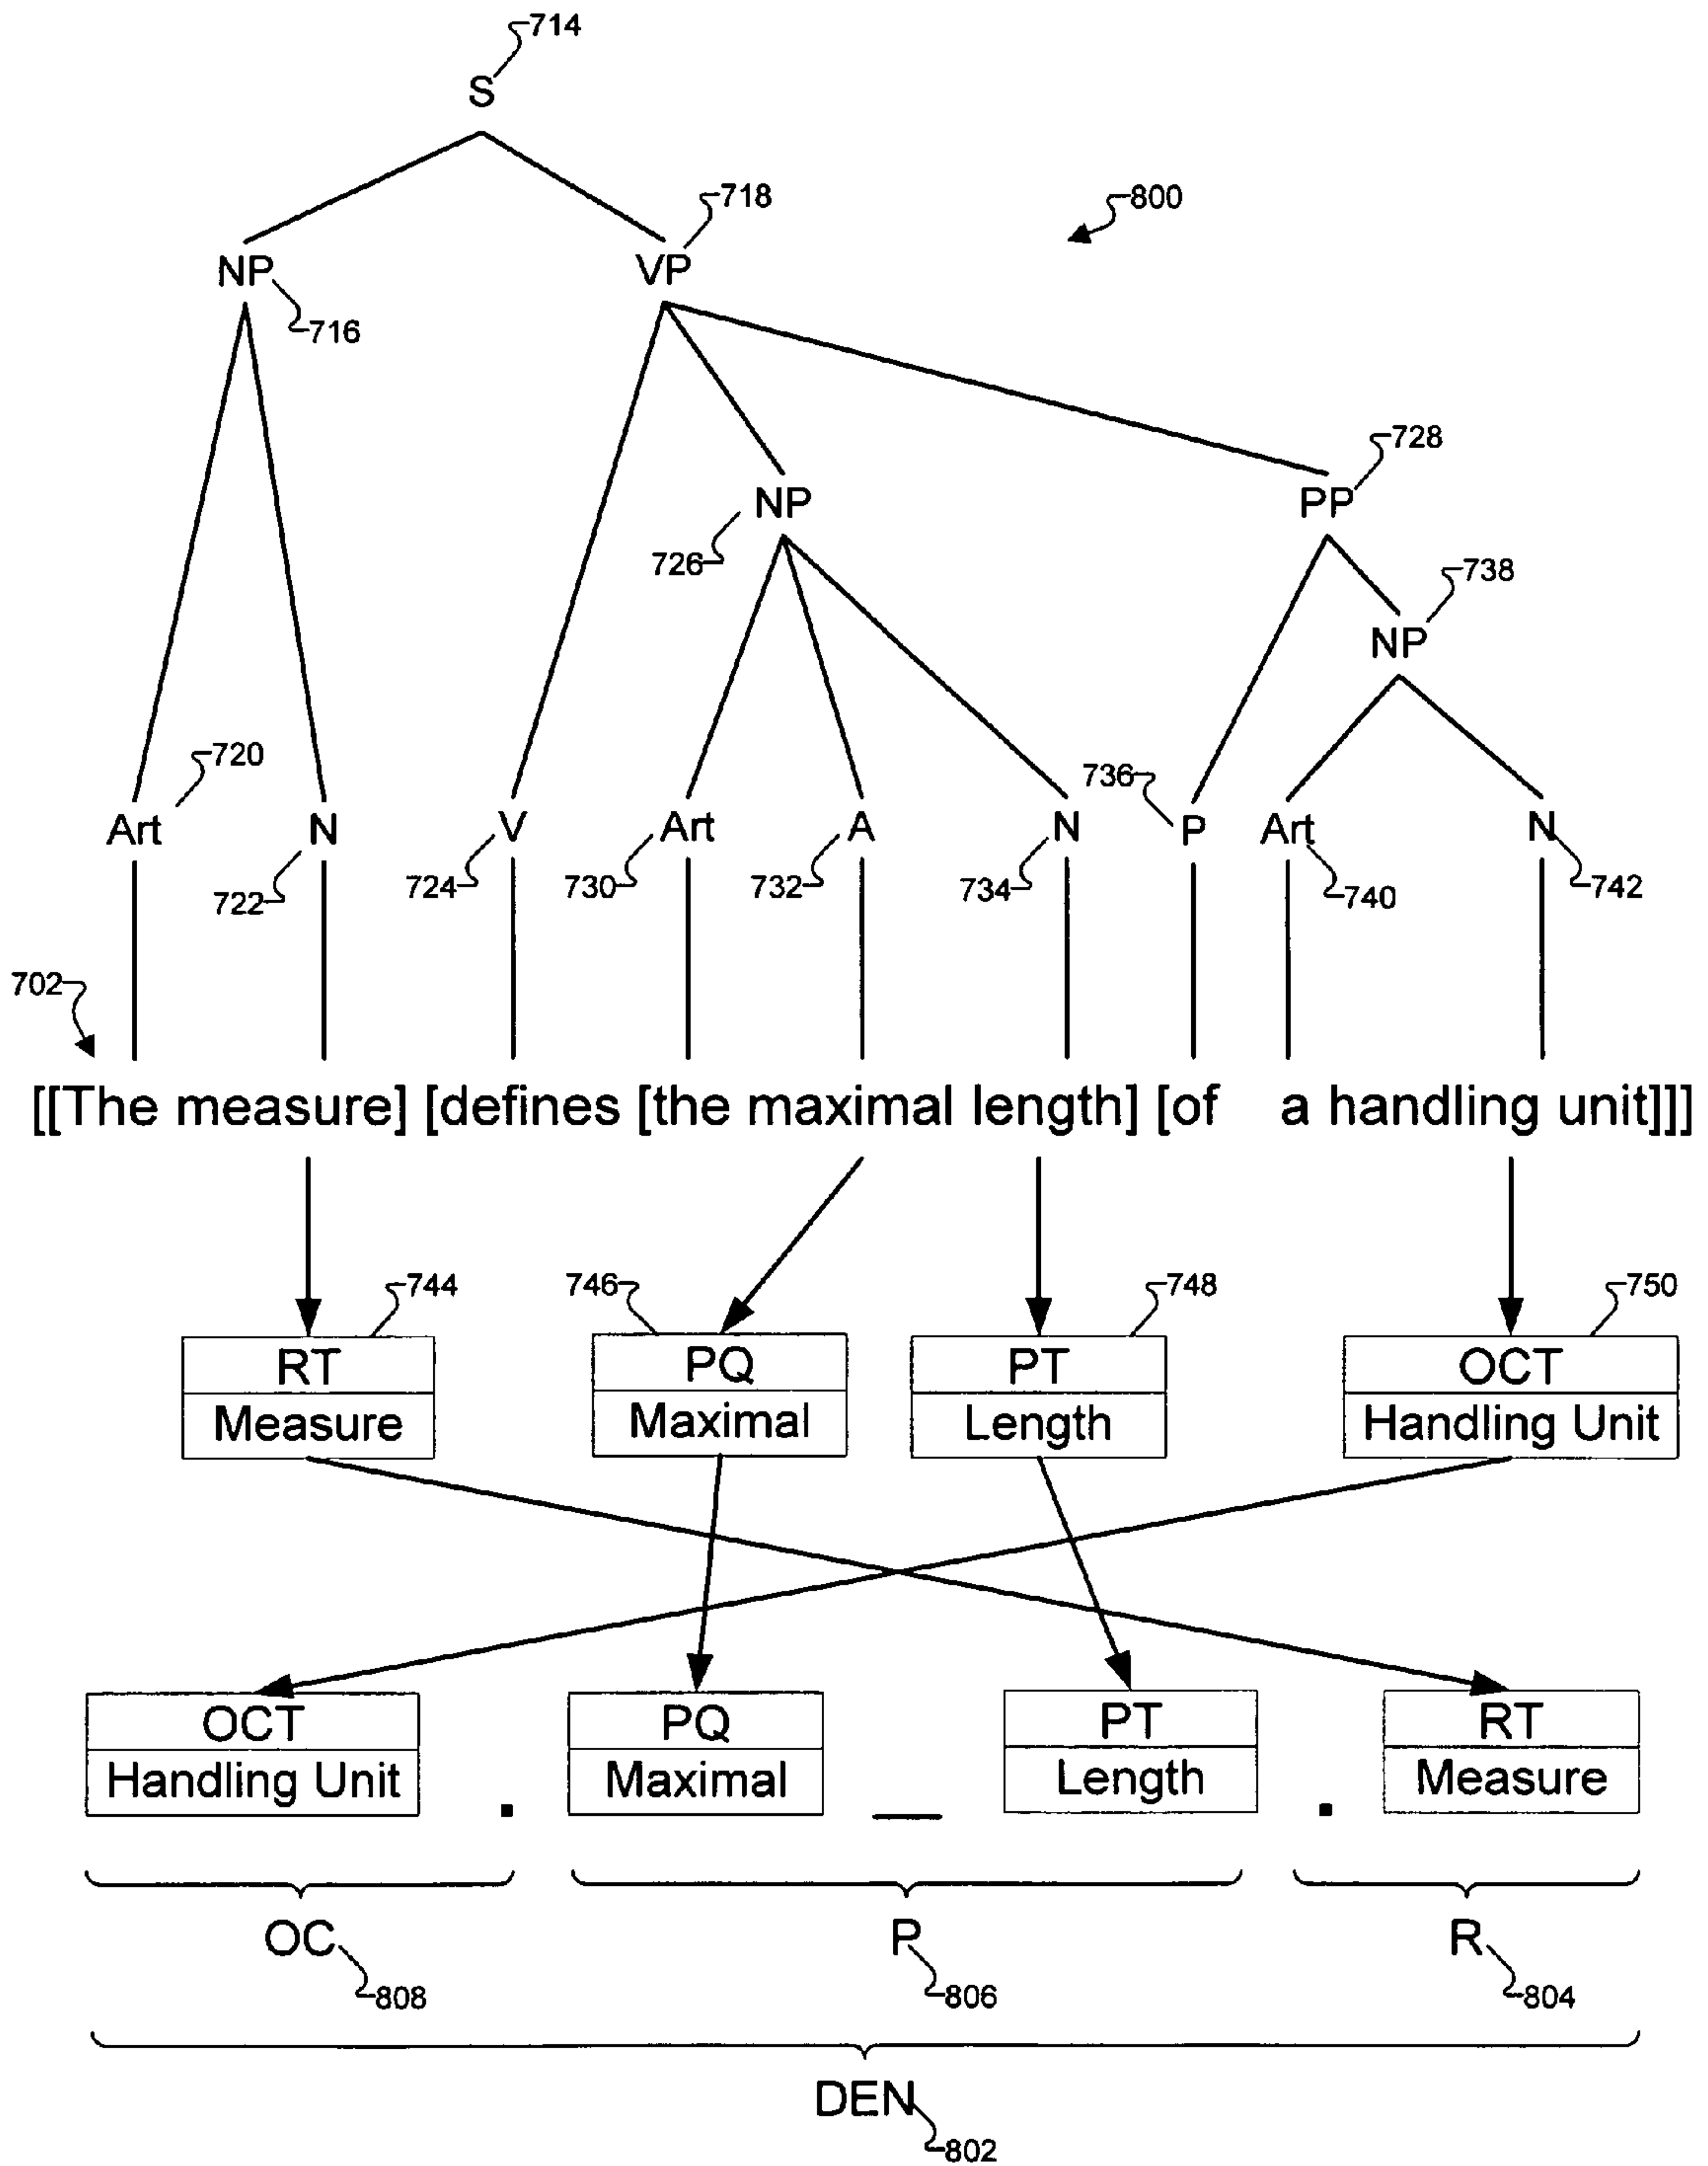 714
S
718
800
NP
VP
716
728
NP
PP
726
738
NP
720
736
Art
N
V
Art
A
N
P
Art
N
722
724
730
732
734
740
742
702
[[The measure] [defines [the maximal length] [of a handling unit]]]
744
746
748
750
RT
PQ
PT
OCT
Measure
Maximal
Length
Handling Unit
OCT
PQ
PT
RT
Handling Unit . Maximal _ Length . Measure
OC
P
R
808
806
804
DEN
802